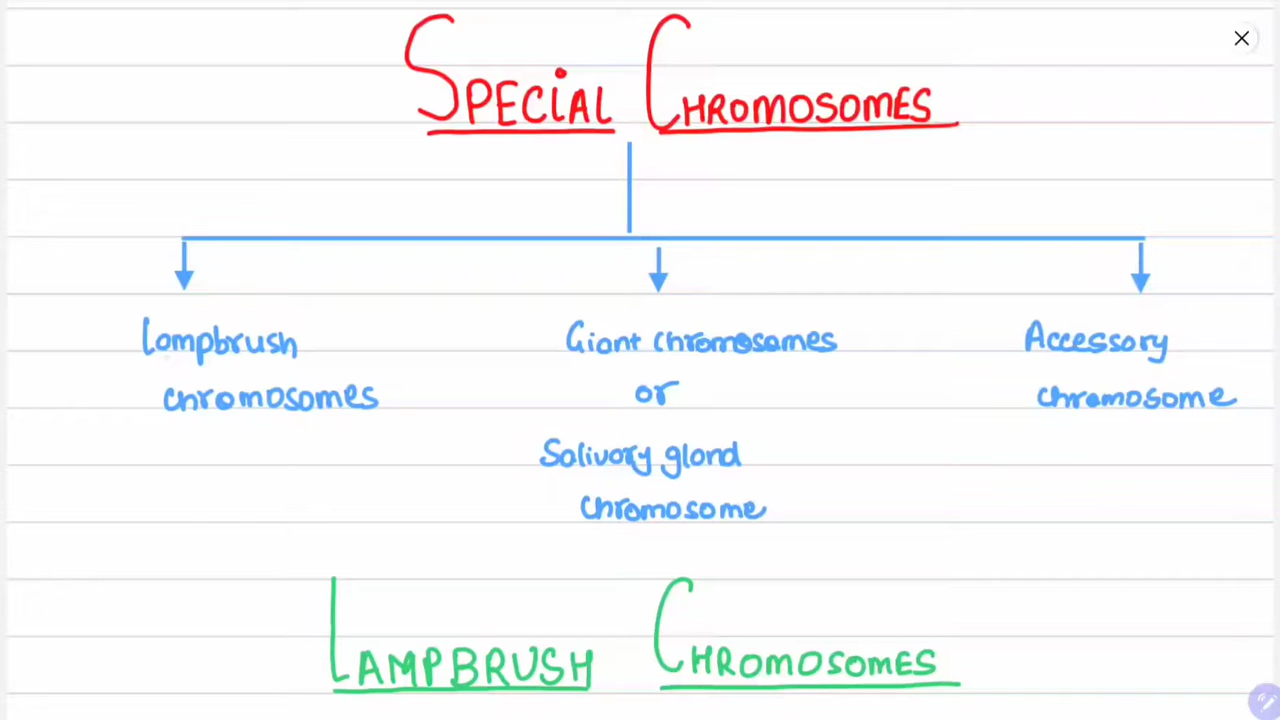 SPECiAL CHROMOSOMES
Lampbrush
chromosomes
Giant chromosomes
or
Salivary gland
chromosome
Accessory
chromosome
LAMPBRUSH CHROMOSOMES